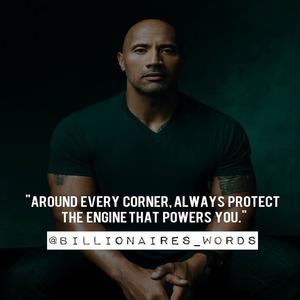 "AROUND EVERY CORNER, ALWAYS PROTECT
THE ENGINE THAT POWERS YOU."
@BILLIONAIRES_WORDS